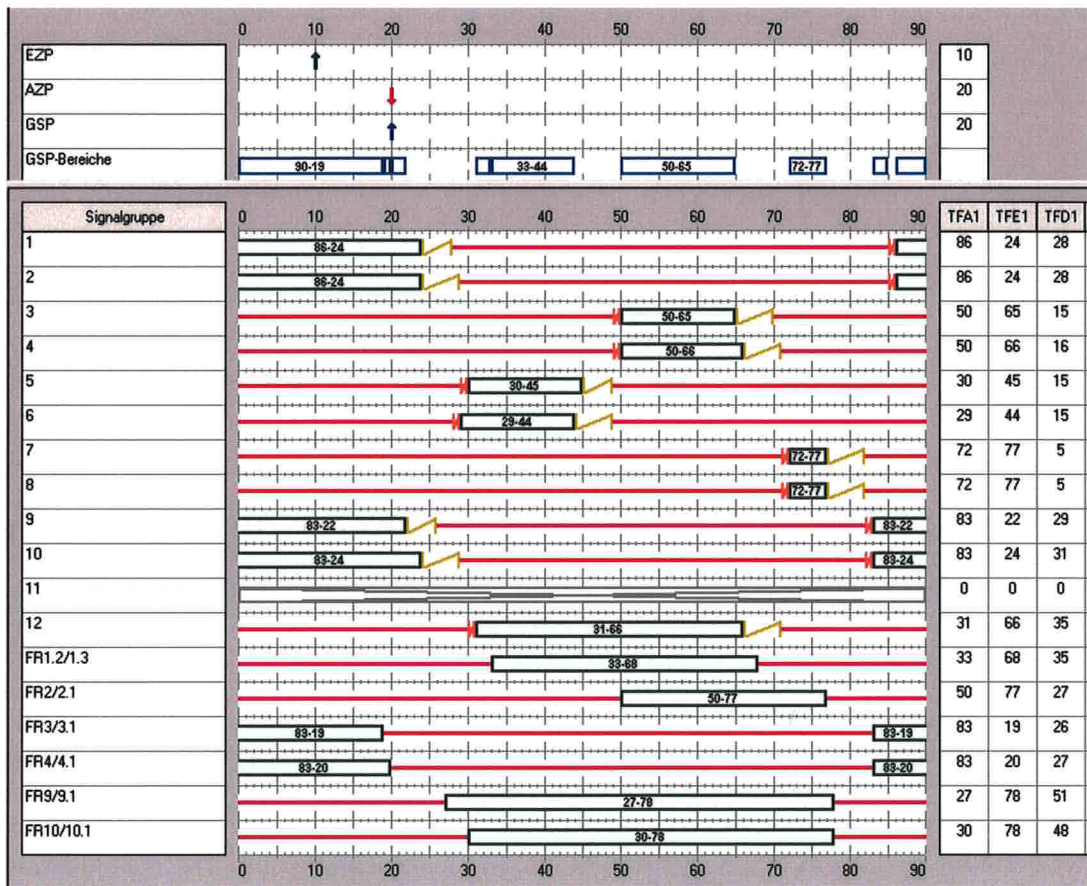 0 10 20 30 40 50 60 70 80 90
EZP 10
AZP 20
GSP 20
GSP-Bereiche 90-19 33-44 50-65 72-77
Signalgruppe 0 10 20 30 40 50 60 70 80 90 TFA1 TFE1 TFD1
1 86-24 86 24 28
2 86-24 86 24 28
3 50-65 50 65 15
4 50-66 50 66 16
5 30-45 30 45 15
6 29-44 29 44 15
7 72-77 72 77 5
8 72-77 72 77 5
9 83-22 83-22 83 22 29
10 83-24 83-24 83 24 31
11 0 0 0
12 31-66 31 66 35
FR1.2/1.3 33-68 33 68 35
FR2/2.1 50-77 50 77 27
FR3/3.1 83-19 83-19 83 19 26
FR4/4.1 83-20 83-20 83 20 27
FR9/9.1 27-78 27 78 51
FR10/10.1 30-78 30 78 48
0 10 20 30 40 50 60 70 80 90